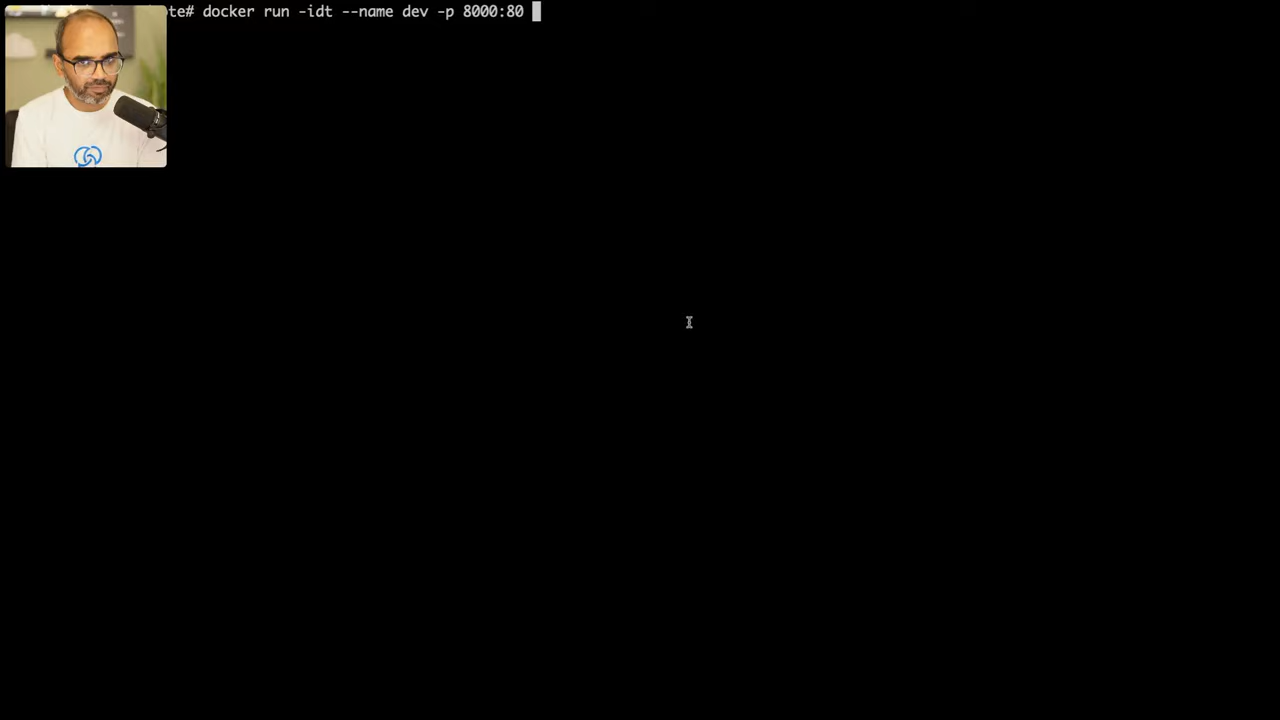 te# docker run -idt --name dev -p 8000:80